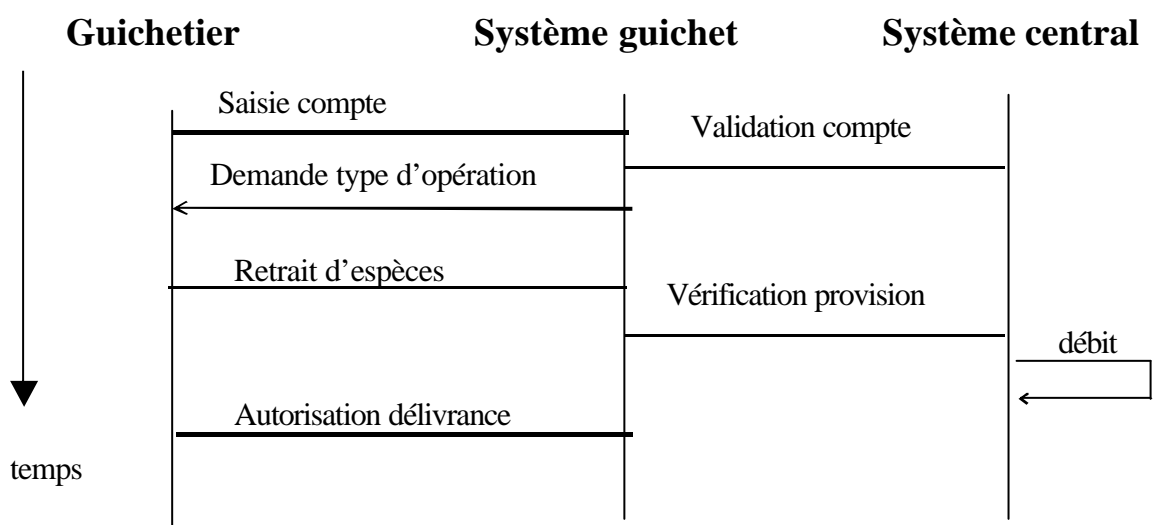 Guichetier
Système guichet
Système central
Saisie compte
Validation compte
Demande type d’opération
Retrait d’espèces
Vérification provision
débit
Autorisation délivrance
temps